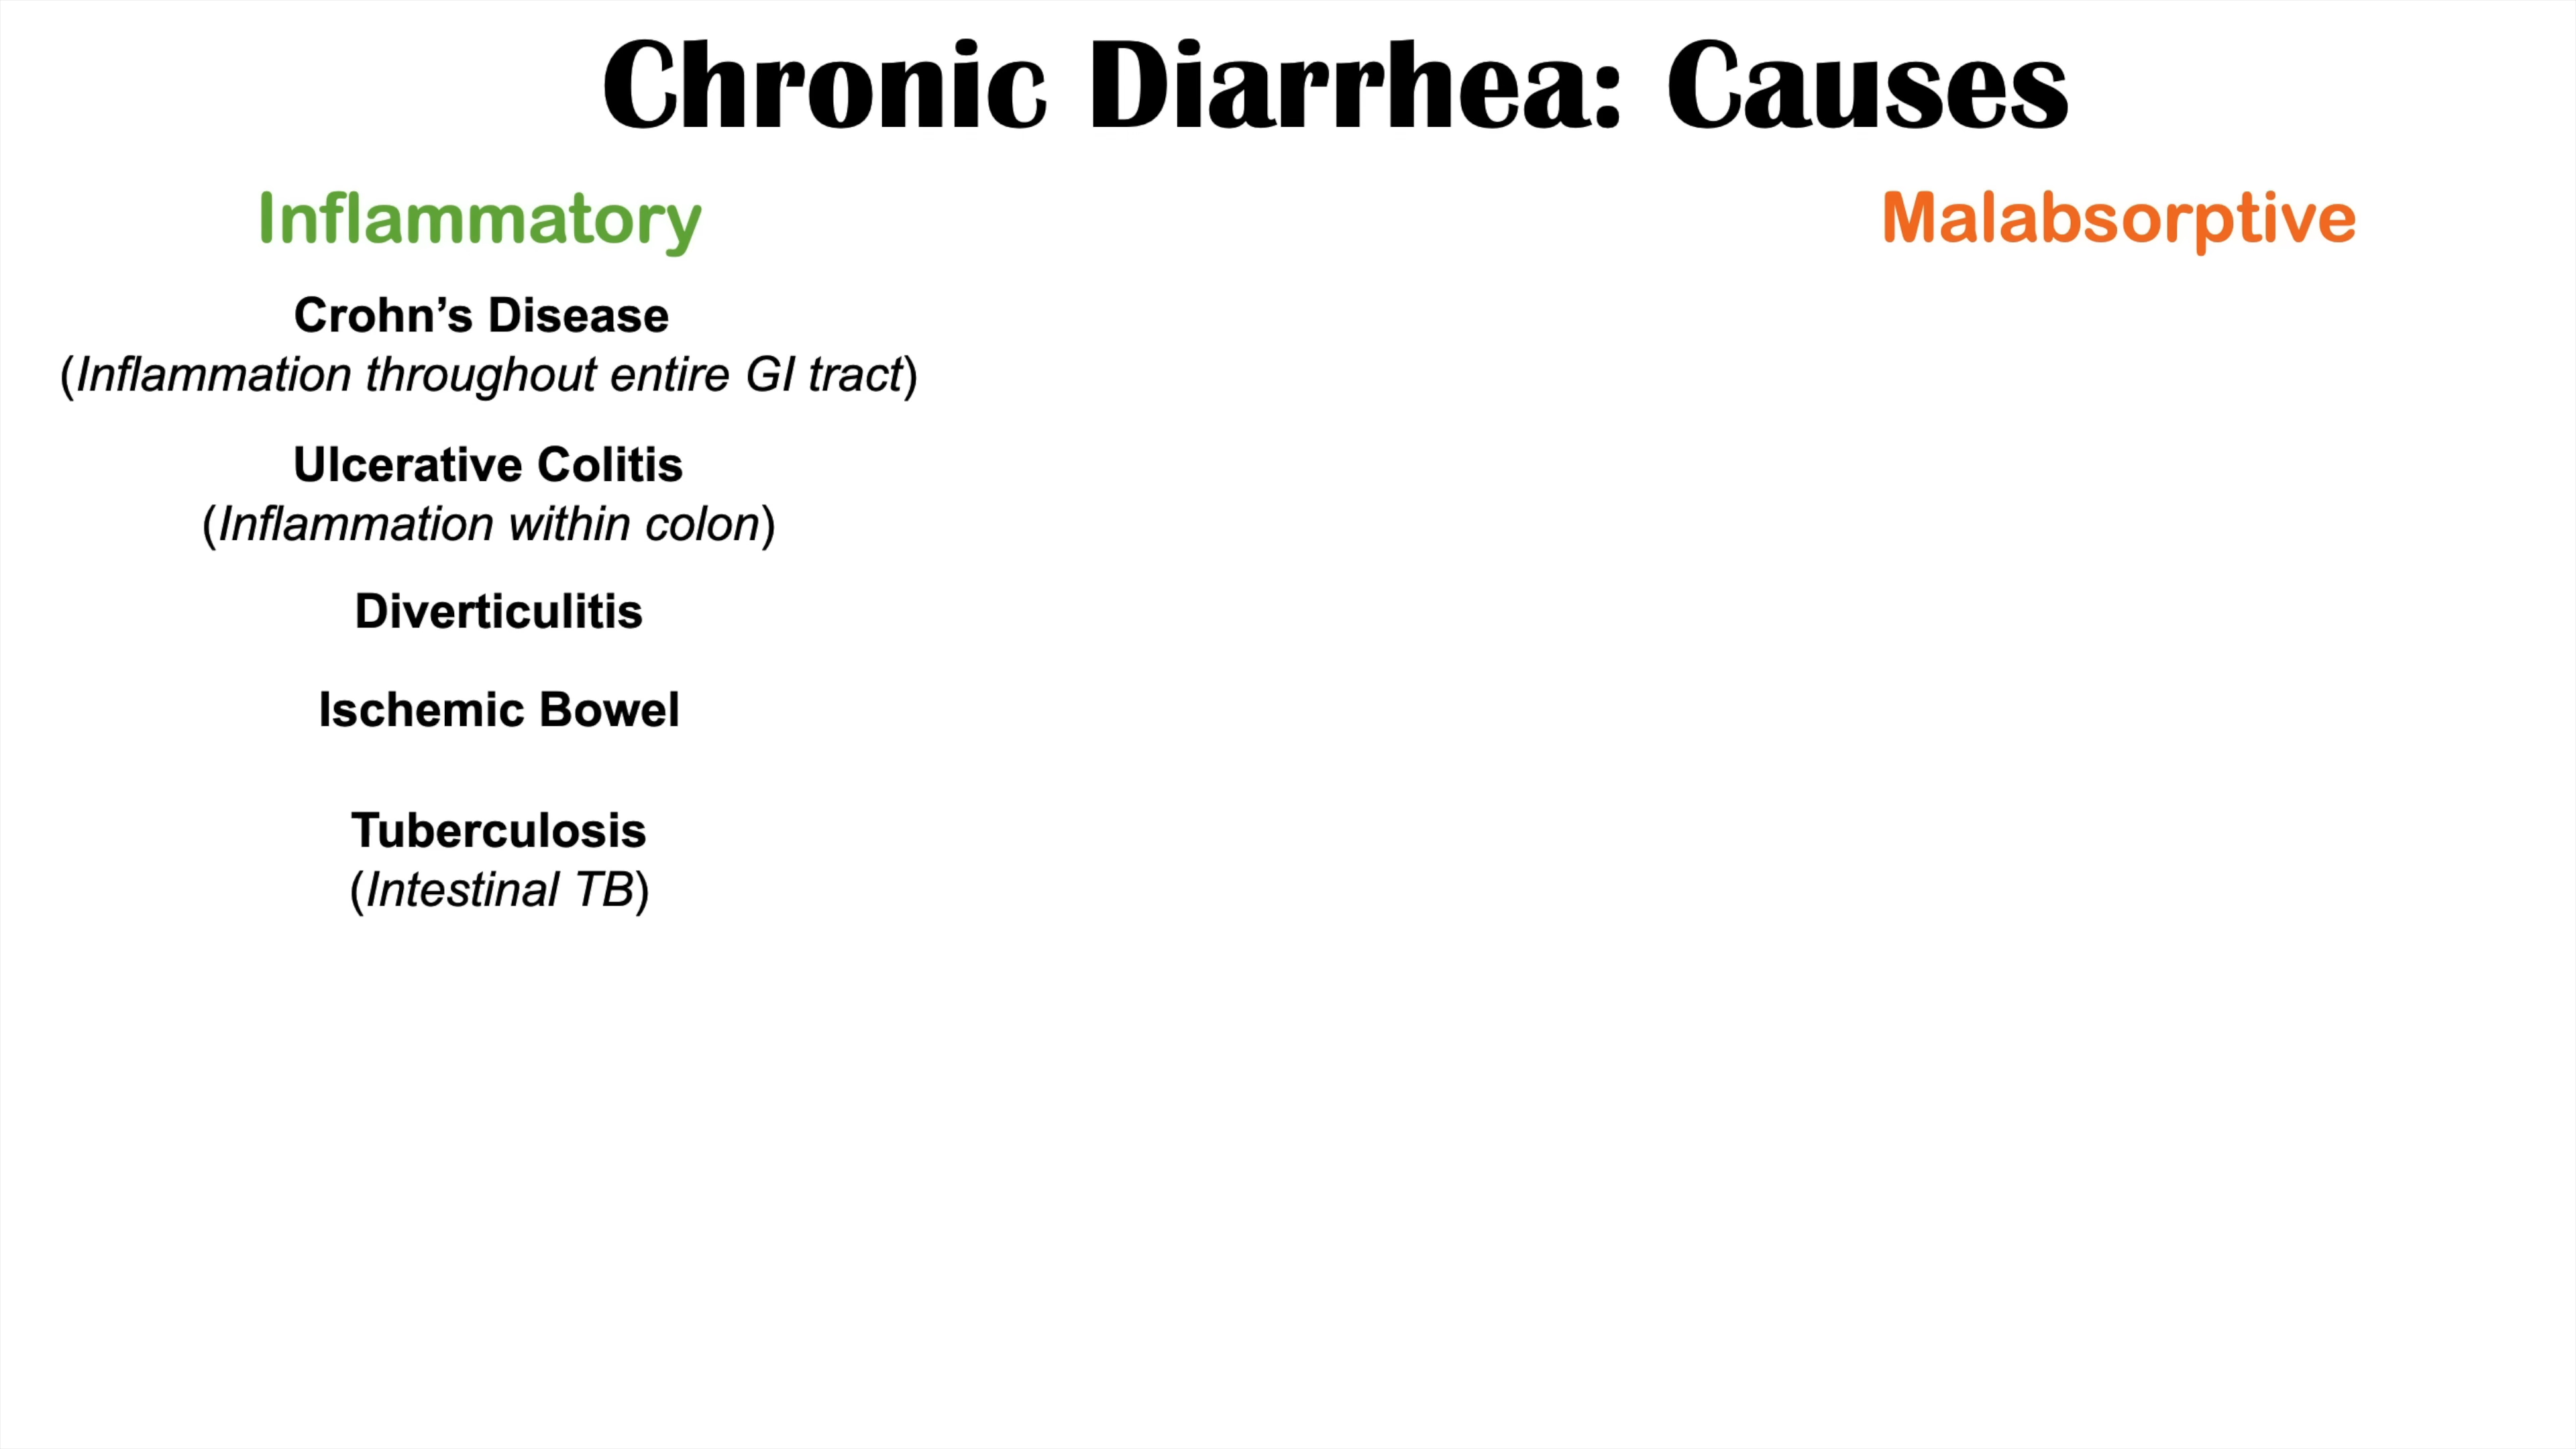 Chronic Diarrhea: Causes
Inflammatory
Malabsorptive
Crohn’s Disease
(Inflammation throughout entire GI tract)
Ulcerative Colitis
(Inflammation within colon)
Diverticulitis
Ischemic Bowel
Tuberculosis
(Intestinal TB)